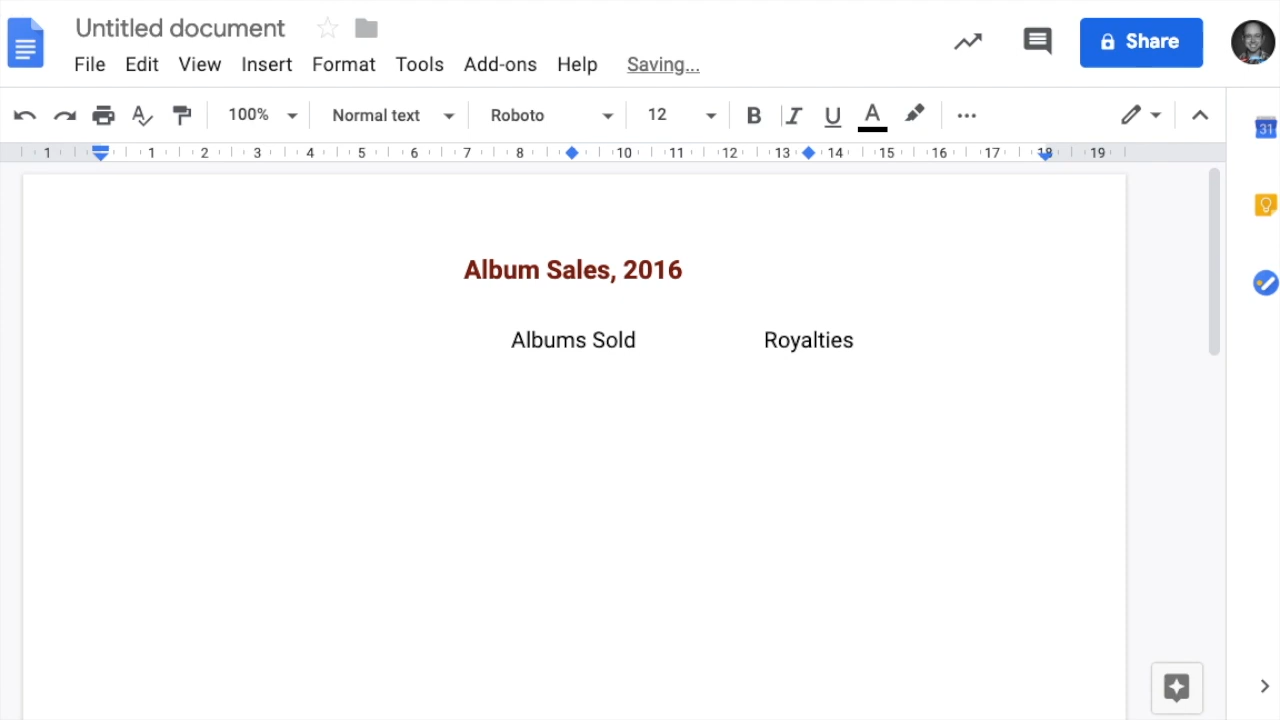 Untitled document
File Edit View Insert Format Tools Add-ons Help Saving...
Share
100% Normal text Roboto 12 B I U A
1 1 2 3 4 5 6 7 8 10 11 12 13 14 15 16 17 18 19
31
Album Sales, 2016
Albums Sold Royalties